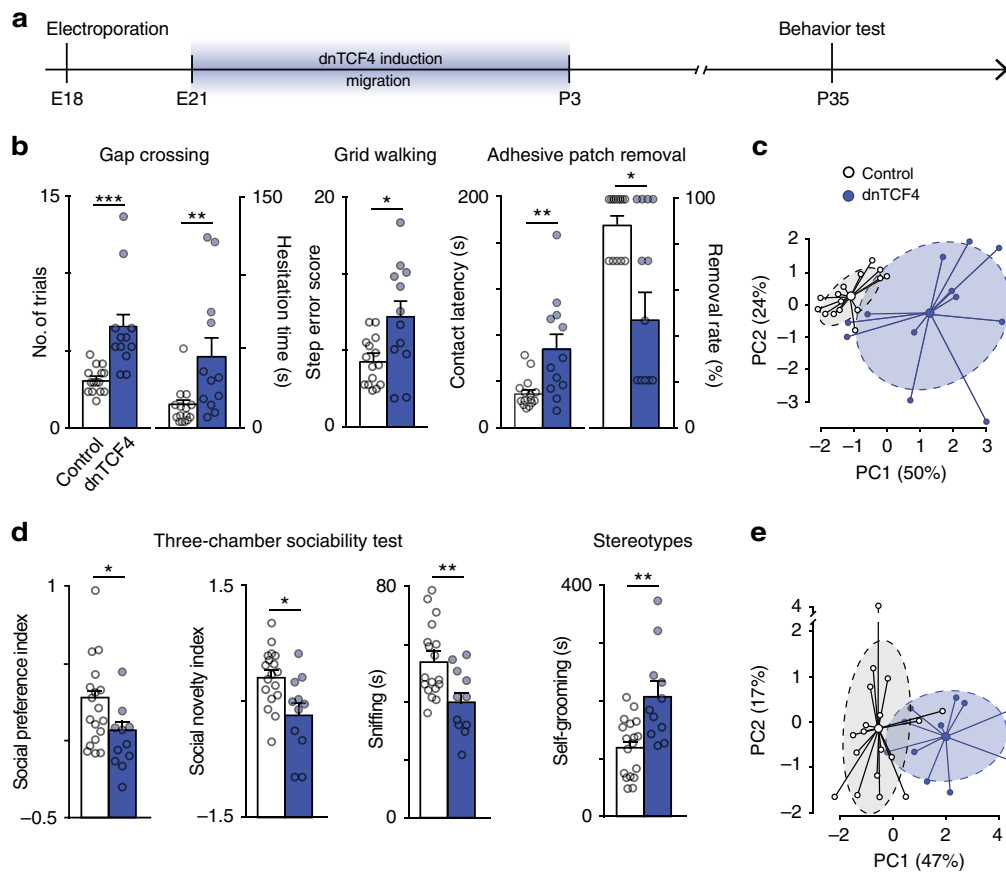 a
Electroporation
Behavior test
dnTCF4 induction
migration
E18
E21
P3
P35
b
Gap crossing
Grid walking
Adhesive patch removal
No. of trials
15
0
***
**
150
0
Hesitation time (s)
Step error score
20
0
*
Contact latency (s)
200
0
**
*
100
0
Removal rate (%)
Control
dnTCF4
c
Control
dnTCF4
PC2 (24%)
2
1
0
–1
–2
–3
–2
–1
0
1
2
3
PC1 (50%)
d
Three-chamber sociability test
Stereotypes
Social preference index
1
–0.5
*
Social novelty index
1.5
–1.5
*
Sniffing (s)
80
0
**
Self-grooming (s)
400
0
**
e
PC2 (17%)
4
2
1
0
–1
–2
–2
0
2
4
PC1 (47%)